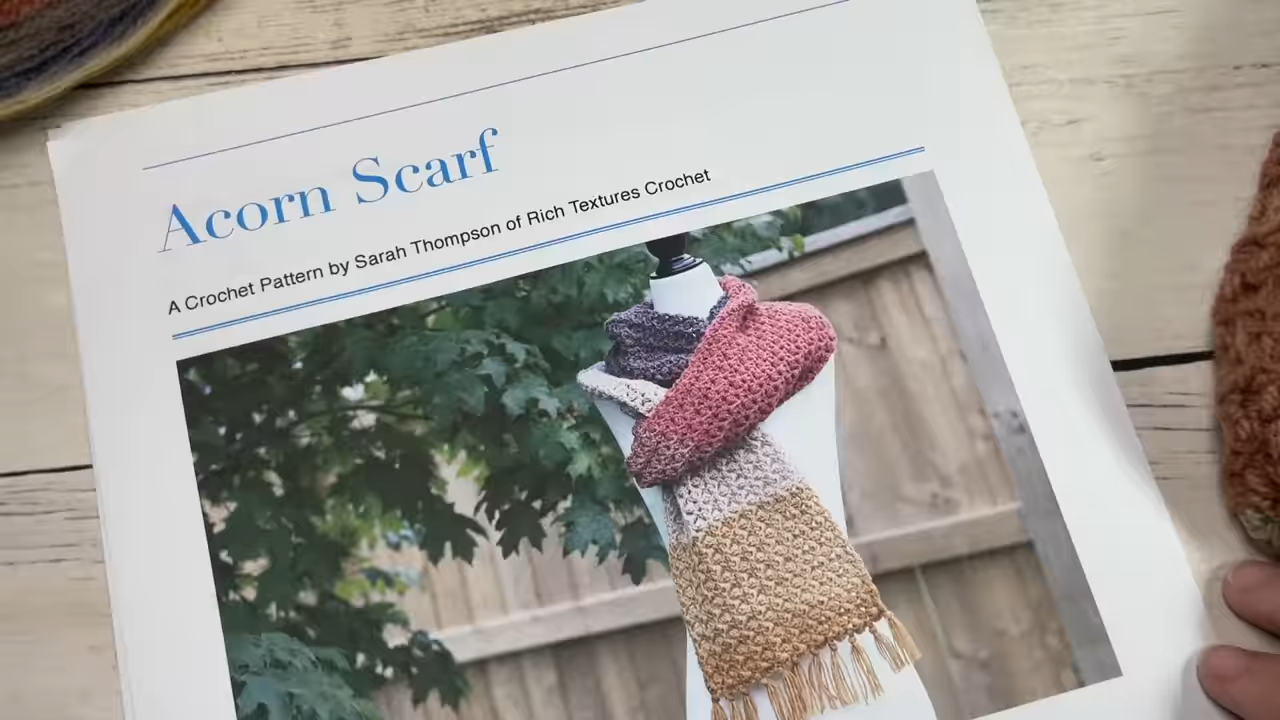 Acorn Scarf
A Crochet Pattern by Sarah Thompson of Rich Textures Crochet